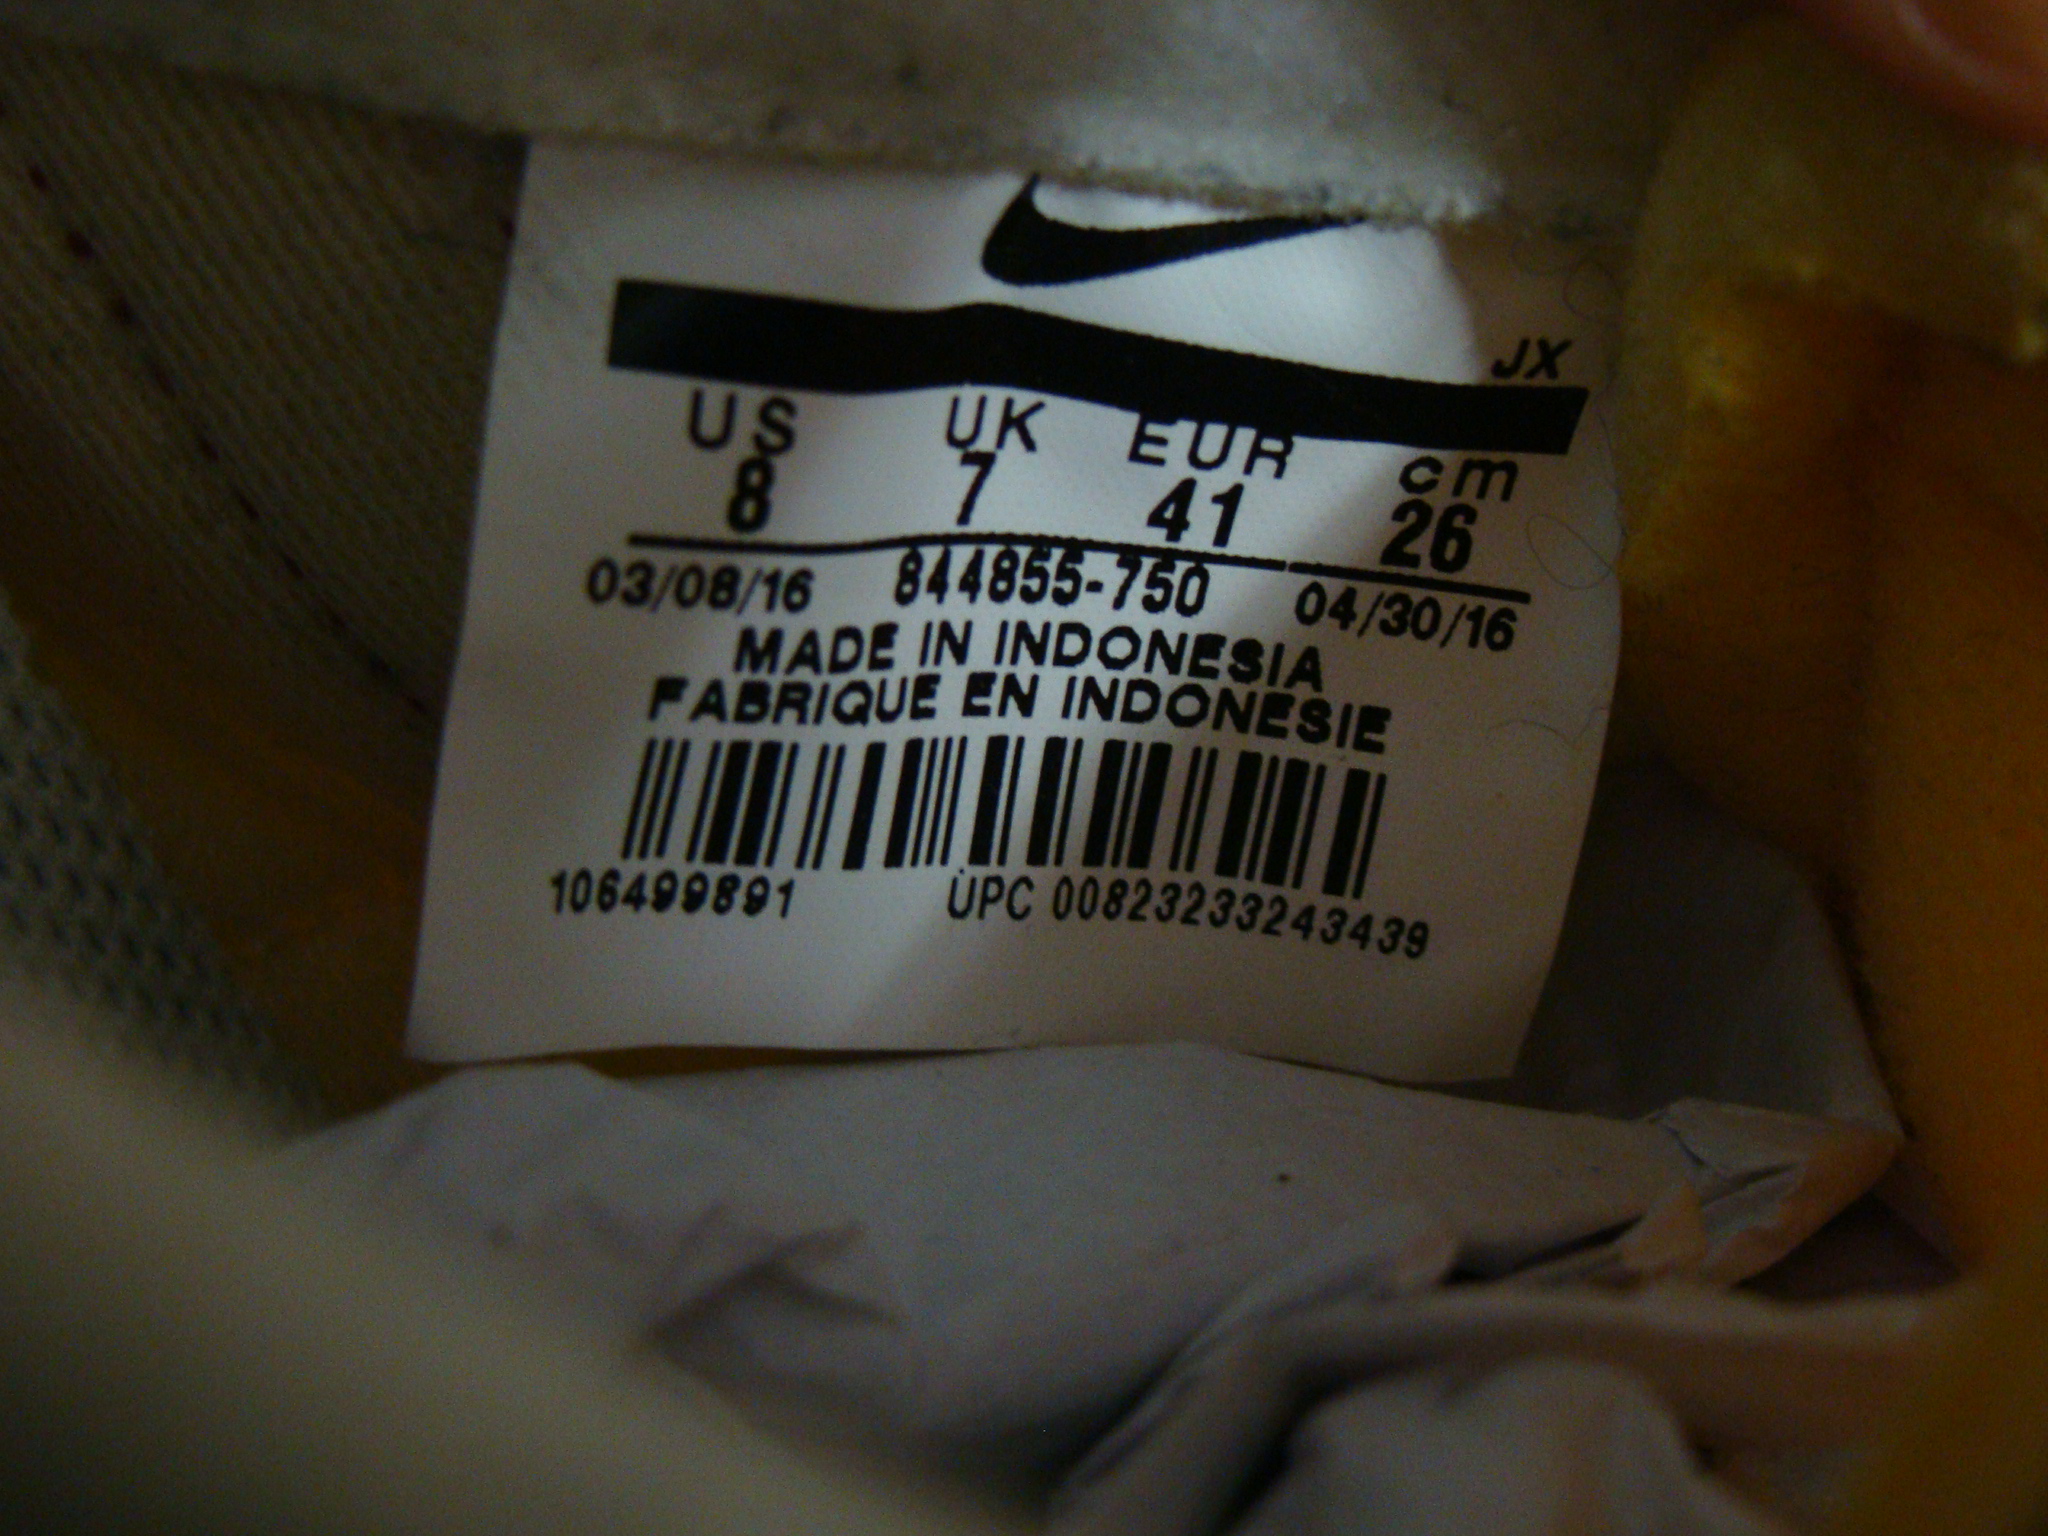 JX
US UK EUR cm
8 7 41 26
03/08/16 844855-750 04/30/16
MADE IN INDONESIA
FABRIQUE EN INDONESIE
106499891 UPC 00823233243439